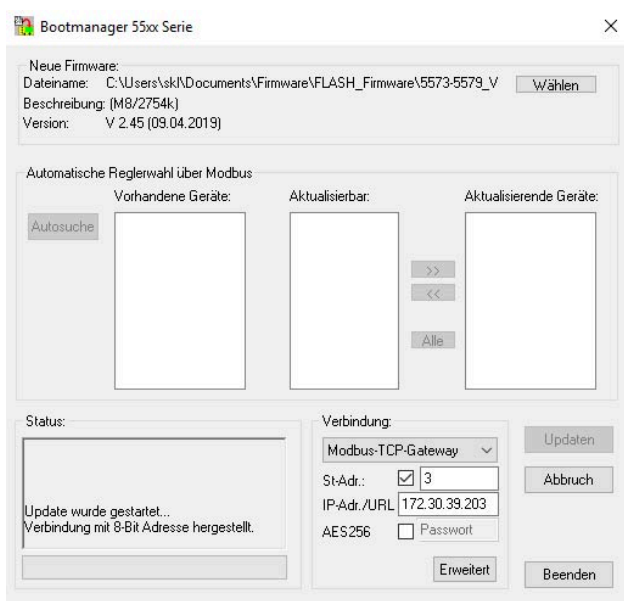 Bootmanager 55xx Serie
Neue Firmware:
Dateiname: C:\Users\skl\Documents\Firmware\FLASH_Firmware\5573-5579_V
Wählen
Beschreibung: (M8/2754k)
Version: V 2.45 (09.04.2019)
Automatische Reglerwahl über Modbus
Vorhandene Geräte: Aktualisierbar: Aktualisierende Geräte:
Autosuche
>>
<<
Alle
Status:
Update wurde gestartet...
Verbindung mit 8-Bit Adresse hergestellt.
Verbindung:
Modbus-TCP-Gateway
St-Adr.: 3
IP-Adr./URL 172.30.39.203
AES256 Passwort
Erweitert
Updaten
Abbruch
Beenden